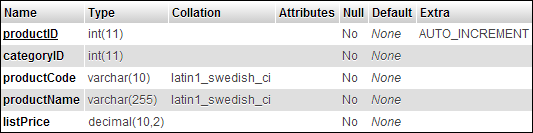 Name Type Collation Attributes Null Default Extra
productID int(11) No None AUTO_INCREMENT
categoryID int(11) No None
productCode varchar(10) latin1_swedish_ci No None
productName varchar(255) latin1_swedish_ci No None
listPrice decimal(10,2) No None